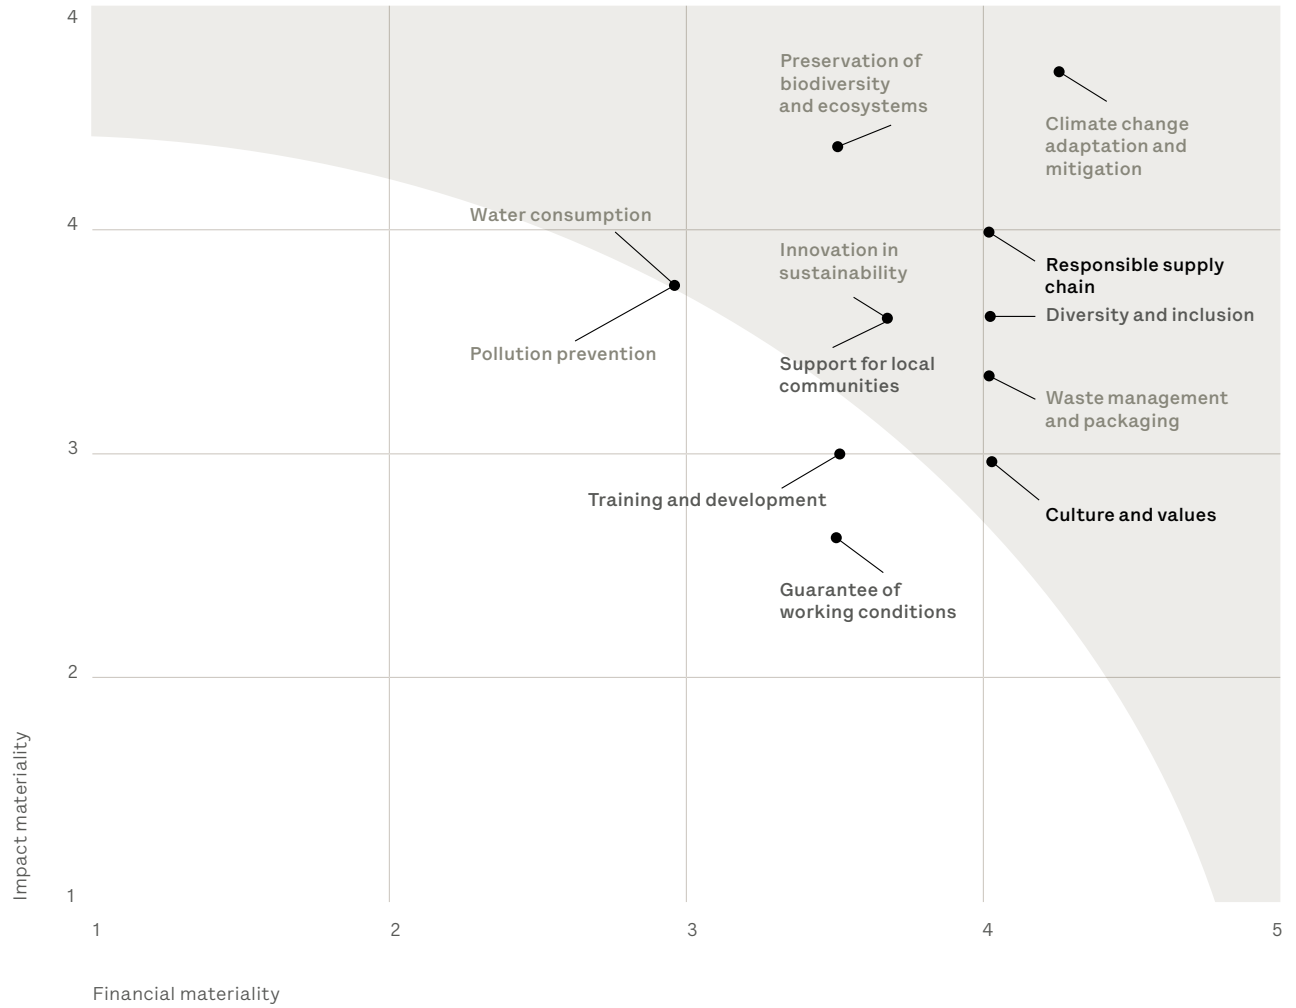 4
Preservation of
biodiversity
and ecosystems
Climate change
adaptation and
mitigation
Water consumption
4
Innovation in
sustainability
Responsible supply
chain
Diversity and inclusion
Pollution prevention
Support for local
communities
Waste management
and packaging
3
Training and development
Culture and values
Guarantee of
working conditions
2
Impact materiality
1
1
2
3
4
5
Financial materiality